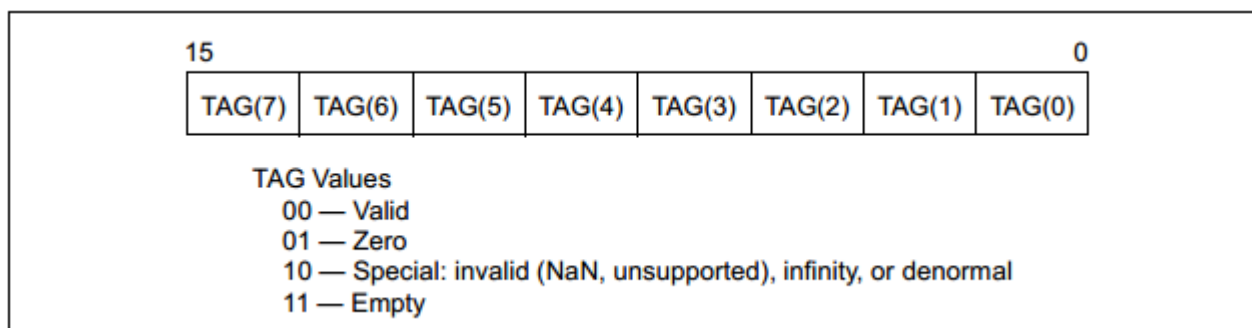 15 0
TAG(7) TAG(6) TAG(5) TAG(4) TAG(3) TAG(2) TAG(1) TAG(0)
TAG Values
00 — Valid
01 — Zero
10 — Special: invalid (NaN, unsupported), infinity, or denormal
11 — Empty